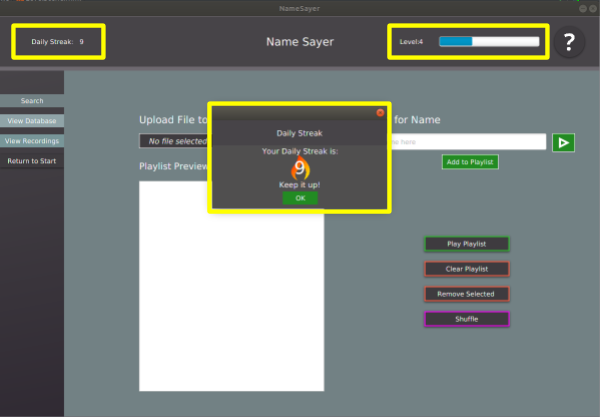 NameSayer
Daily Streak: 9
Name Sayer
Level:4
?
Search
View Database
View Recordings
Return to Start
Upload File to
for Name
No file selected
Add to Playlist
Playlist Preview
Daily Streak
Your Daily Streak is:
9
Keep it up!
OK
Play Playlist
Clear Playlist
Remove Selected
Shuffle